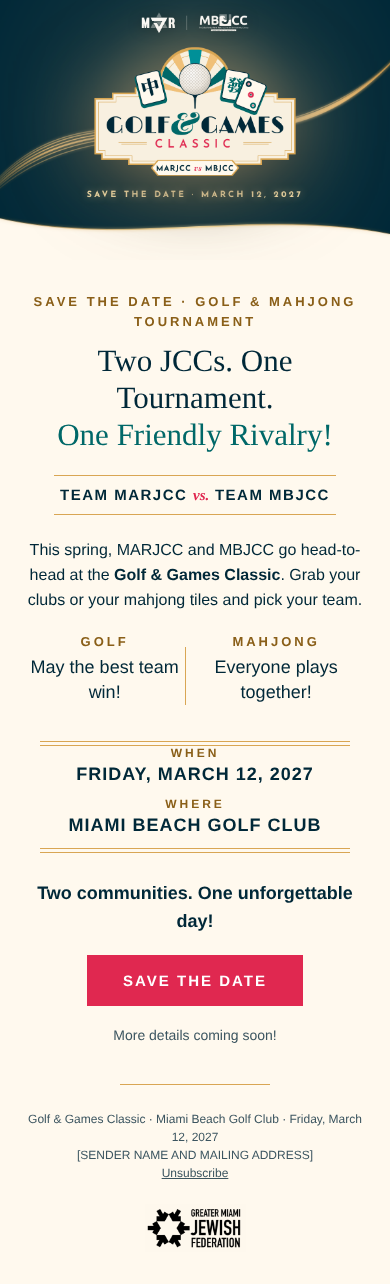 M R
MBJCC
中
發
GOLF & GAMES
CLASSIC
MARJCC vs MBJCC
SAVE THE DATE · MARCH 12, 2027
SAVE THE DATE · GOLF & MAHJONG
TOURNAMENT
Two JCCs. One
Tournament.
One Friendly Rivalry!
TEAM MARJCC vs. TEAM MBJCC
This spring, MARJCC and MBJCC go head-to-
head at the Golf & Games Classic. Grab your
clubs or your mahjong tiles and pick your team.
GOLF
May the best team
win!
MAHJONG
Everyone plays
together!
WHEN
FRIDAY, MARCH 12, 2027
WHERE
MIAMI BEACH GOLF CLUB
Two communities. One unforgettable
day!
SAVE THE DATE
More details coming soon!
Golf & Games Classic · Miami Beach Golf Club · Friday, March
12, 2027
[SENDER NAME AND MAILING ADDRESS]
Unsubscribe
GREATER MIAMI
JEWISH
FEDERATION